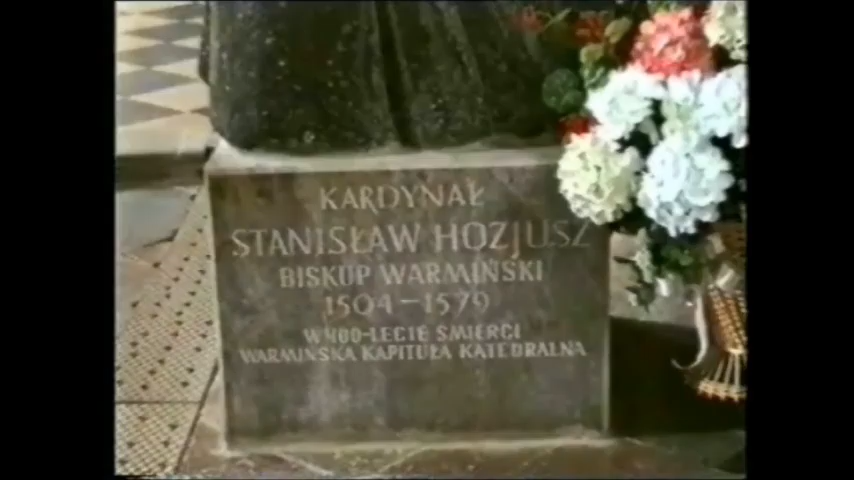 KARDYNAŁ
STANISŁAW HOZJUSZ
BISKUP WARMIŃSKI
1504-1579
W 400-LECIE ŚMIERCI
WARMIŃSKA KAPITUŁA KATEDRALNA